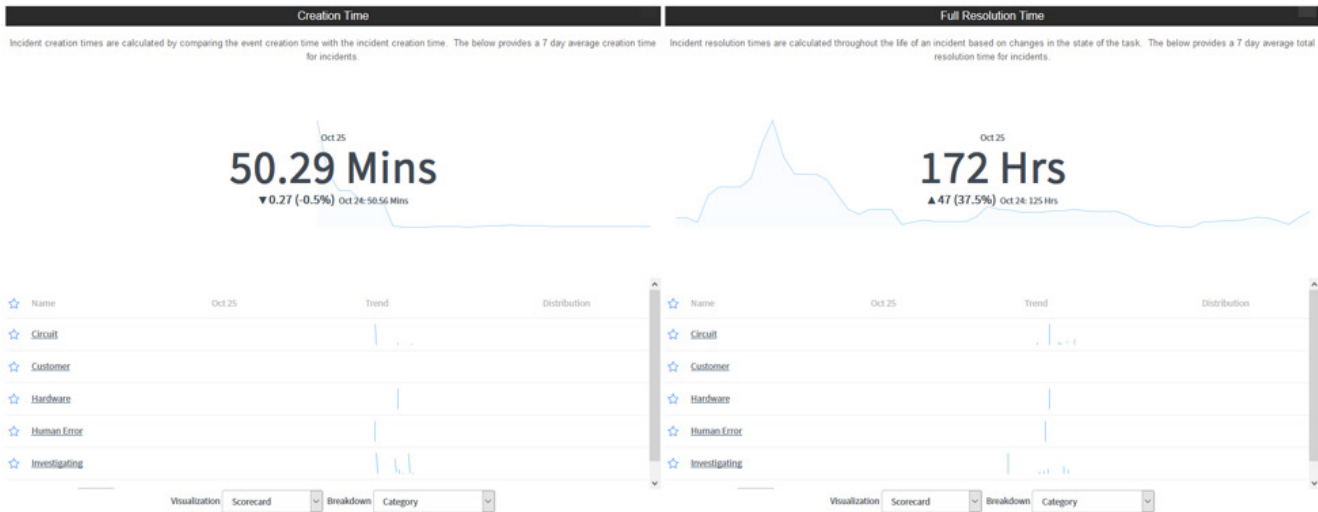 Creation Time
Incident creation times are calculated by comparing the event creation time with the incident creation time. The below provides a 7 day average creation time
for incidents.
Oct 25
50.29 Mins
▼0.27 (-0.5%) Oct 24: 50.56 Mins
Name Oct 25 Trend Distribution
Circuit
Customer
Hardware
Human Error
Investigating
Visualization Scorecard Breakdown Category
Full Resolution Time
Incident resolution times are calculated throughout the life of an incident based on changes in the state of the task. The below provides a 7 day average total
resolution time for incidents.
Oct 25
172 Hrs
▲47 (37.5%) Oct 24: 125 Hrs
Name Oct 25 Trend Distribution
Circuit
Customer
Hardware
Human Error
Investigating
Visualization Scorecard Breakdown Category